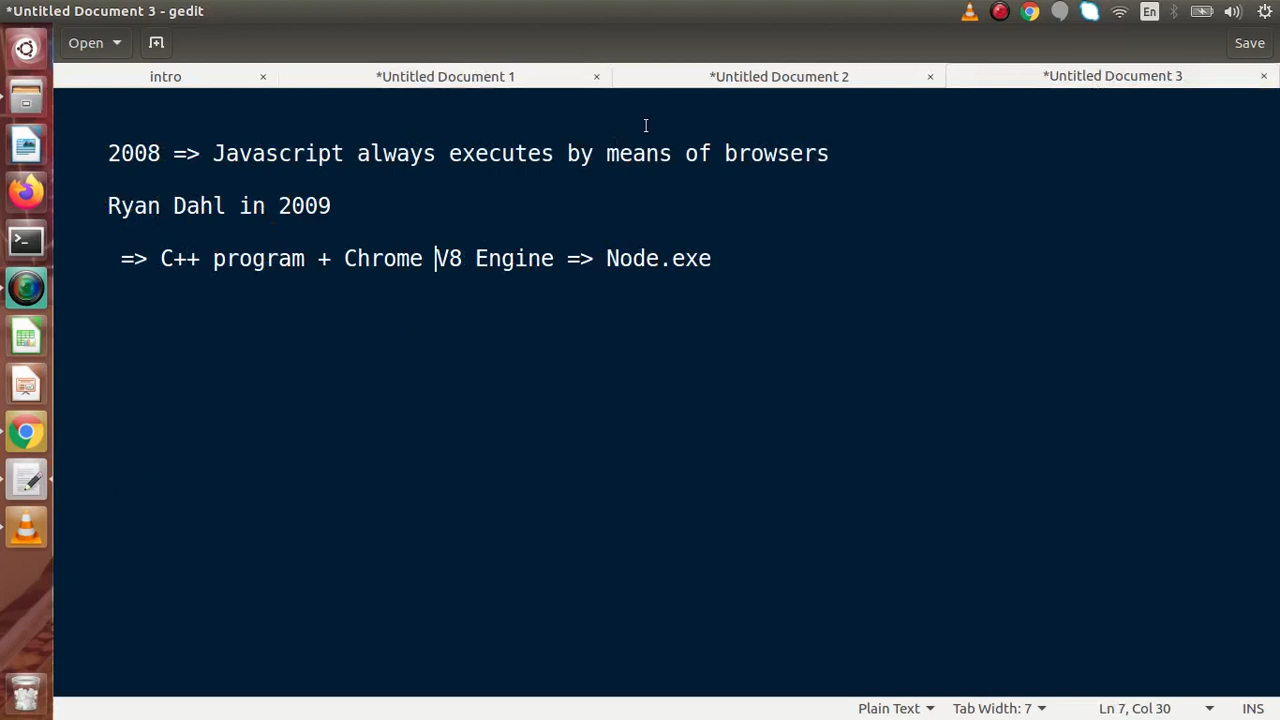 *Untitled Document 3 - gedit
En
Open
Save
intro
*Untitled Document 1
*Untitled Document 2
*Untitled Document 3
2008 => Javascript always executes by means of browsers
Ryan Dahl in 2009
=> C++ program + Chrome V8 Engine => Node.exe
Plain Text
Tab Width: 7
Ln 7, Col 30
INS